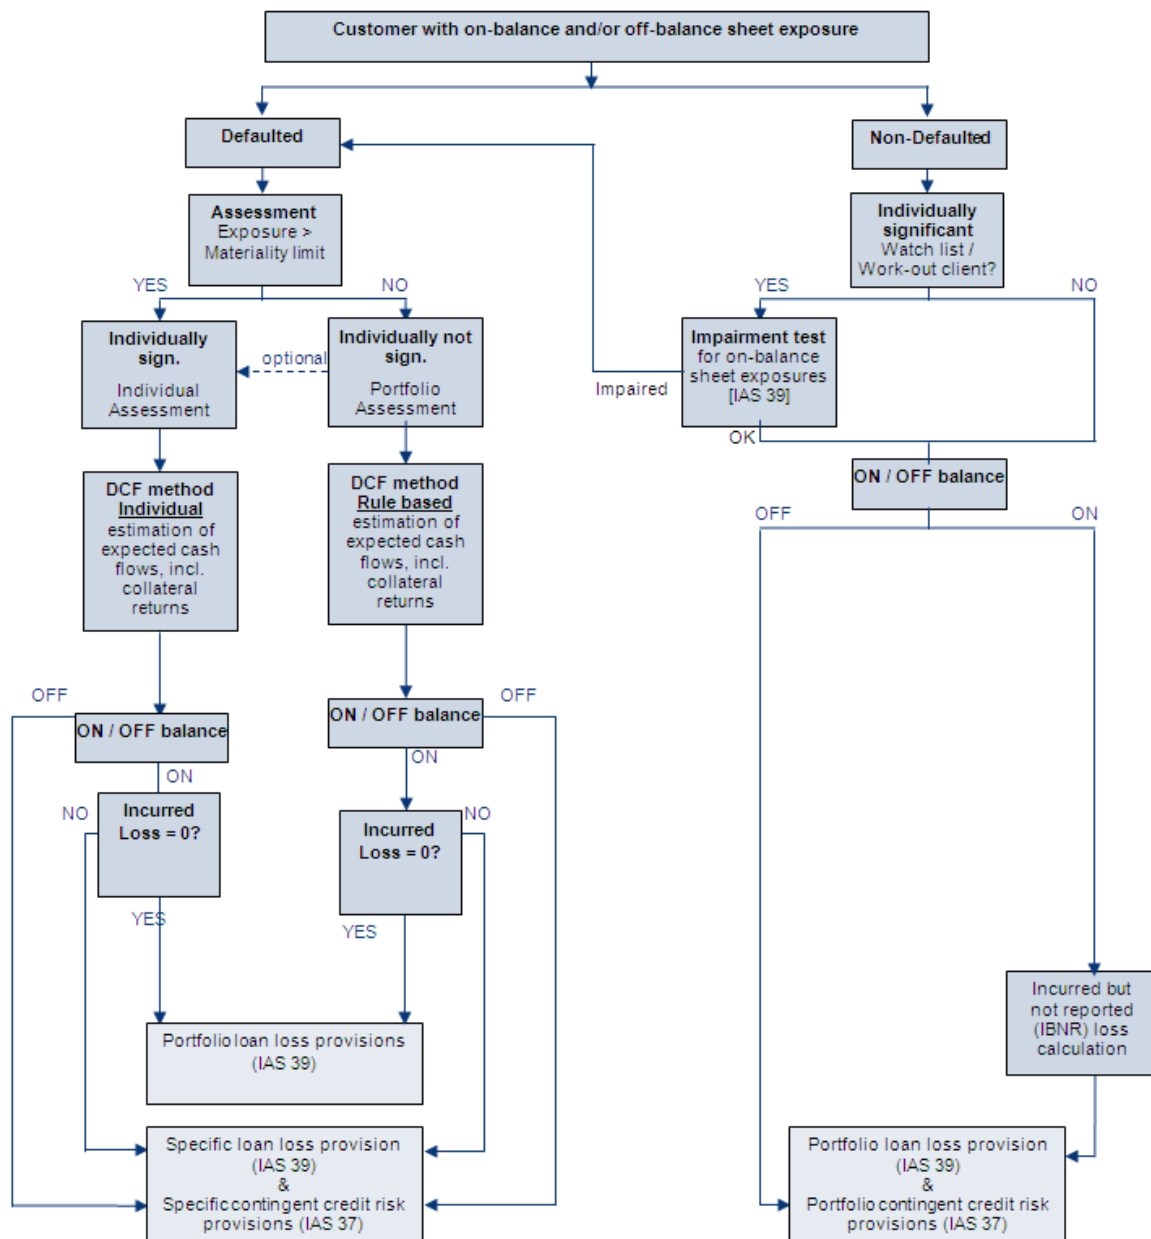 Customer with on-balance and/or off-balance sheet exposure
Defaulted
Non-Defaulted
Assessment
Exposure >
Materiality limit
Individually
significant
Watch list /
Work-out client?
YES
NO
YES
NO
Individually
sign.
Individual
Assessment
optional
Individually not
sign.
Portfolio
Assessment
Impaired
Impairment test
for on-balance
sheet exposures
[IAS 39]
OK
DCF method
Individual
estimation of
expected cash
flows, incl.
collateral
returns
DCF method
Rule based
estimation of
expected cash
flows, incl.
collateral
returns
ON / OFF balance
OFF
ON
OFF
ON / OFF balance
ON
ON / OFF balance
OFF
ON
NO
Incurred
Loss = 0?
YES
Incurred
Loss = 0?
NO
YES
Portfolio loan loss provisions
(IAS 39)
Incurred but
not reported
(IBNR) loss
calculation
Specific loan loss provision
(IAS 39)
&
Specific contingent credit risk
provisions (IAS 37)
Portfolio loan loss provision
(IAS 39)
&
Portfolio contingent credit risk
provisions (IAS 37)